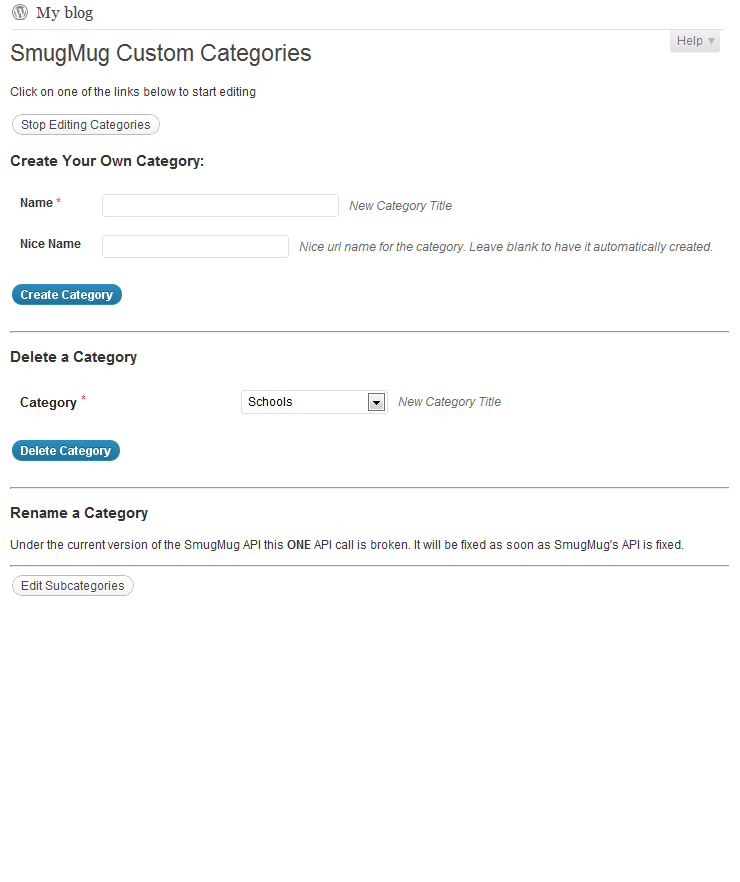 My blog
Help
SmugMug Custom Categories
Click on one of the links below to start editing
Stop Editing Categories
Create Your Own Category:
Name * New Category Title
Nice Name Nice url name for the category. Leave blank to have it automatically created.
Create Category
Delete a Category
Category * Schools New Category Title
Delete Category
Rename a Category
Under the current version of the SmugMug API this ONE API call is broken. It will be fixed as soon as SmugMug's API is fixed.
Edit Subcategories